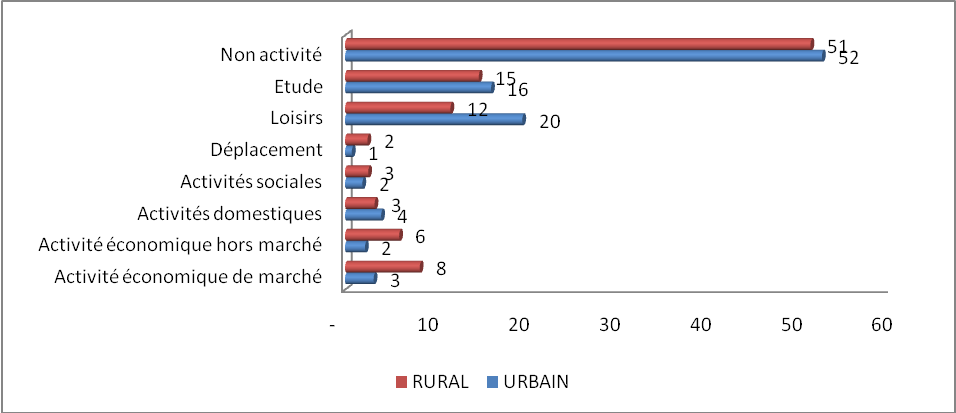 Non activité
51
52
Etude
15
16
Loisirs
12
20
Déplacement
2
1
Activités sociales
3
2
Activités domestiques
3
4
Activité économique hors marché
6
2
Activité économique de marché
8
3
- 10 20 30 40 50 60
RURAL URBAIN